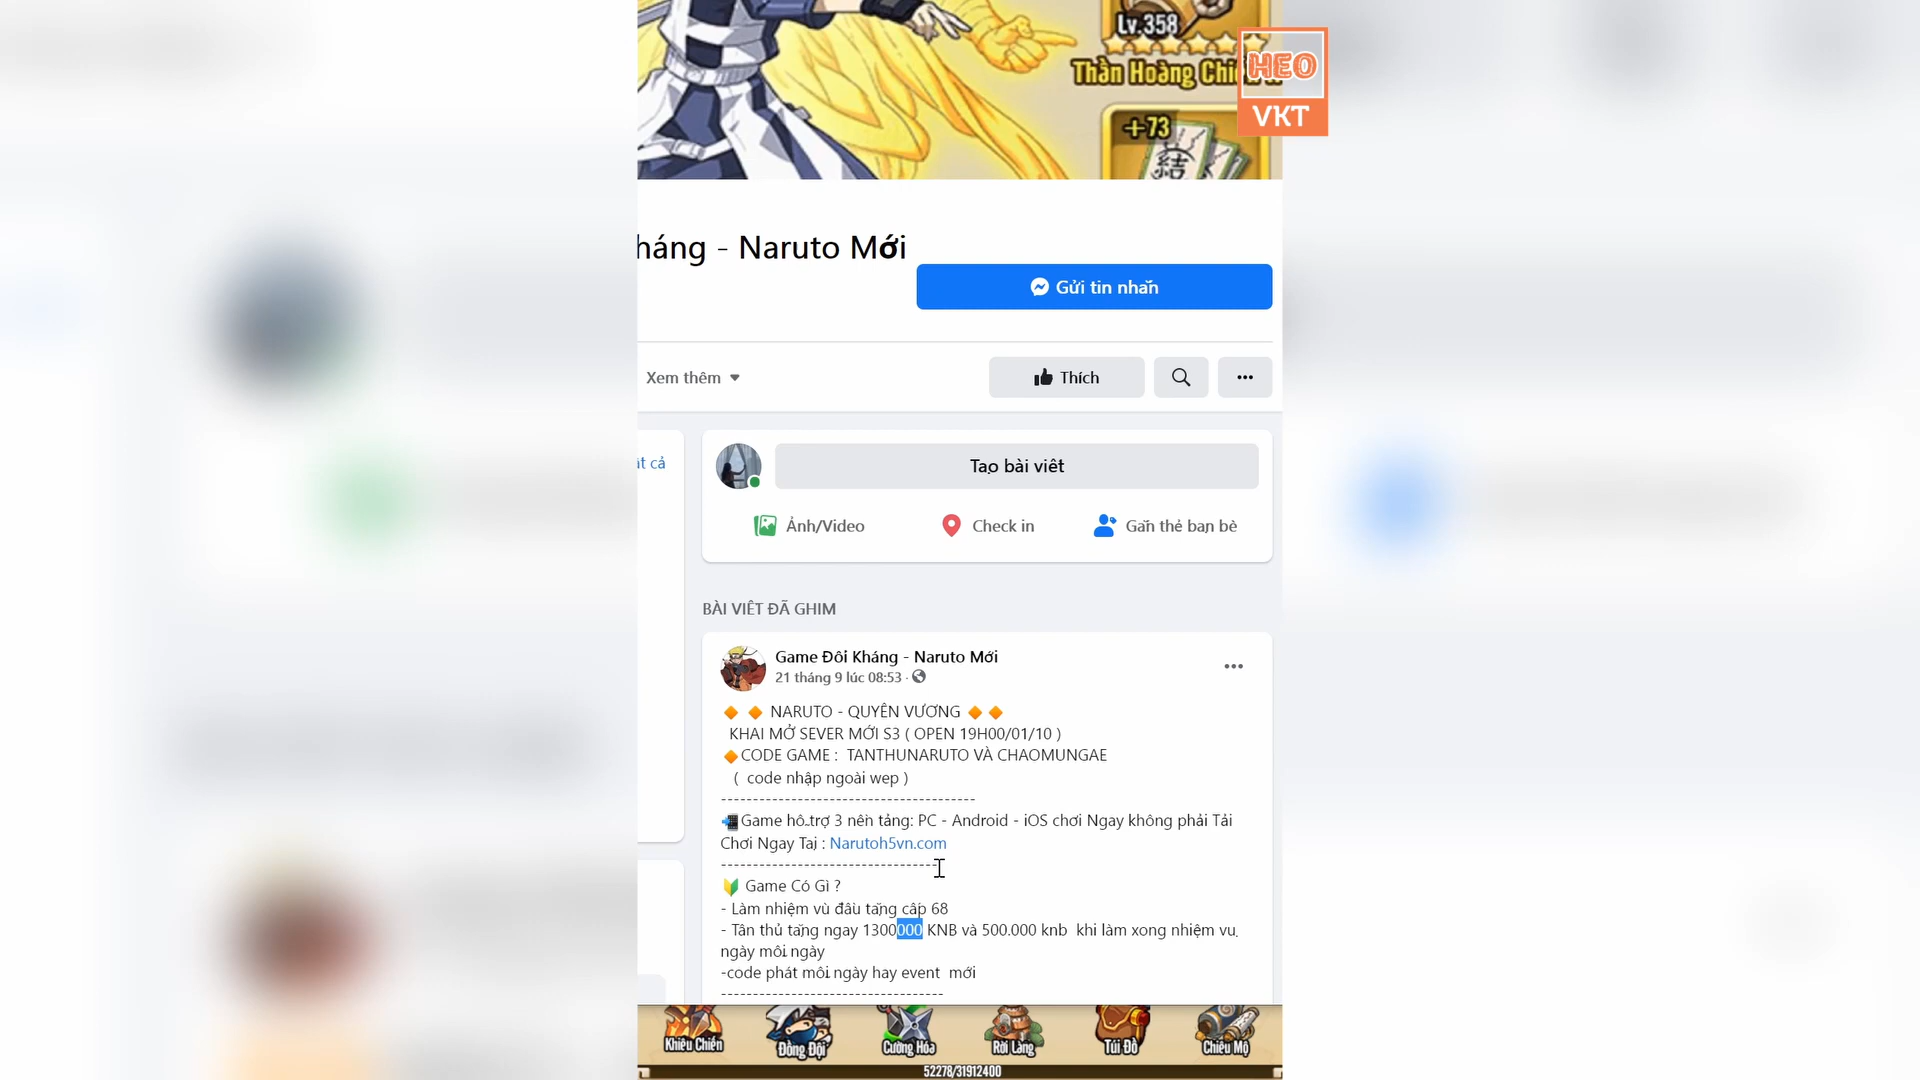 Lv.358
Thần Hoàng Chi
HEO
VKT
+73
結
háng - Naruto Mới
Gửi tin nhắn
Xem thêm
Thích
ất cả
Tạo bài viết
Ảnh/Video
Check in
Gắn thẻ bạn bè
BÀI VIẾT ĐÃ GHIM
Game Đối Kháng - Naruto Mới
21 tháng 9 lúc 08:53 ·
🔶 🔶 NARUTO - QUYỀN VƯƠNG 🔶🔶
KHAI MỞ SEVER MỚI S3 ( OPEN 19H00/01/10 )
🔶CODE GAME : TANTHUNARUTO VÀ CHAOMUNGAE
( code nhập ngoài wep )
----------------------------------------
📲Game hỗ trợ 3 nền tảng: PC - Android - iOS chơi Ngay không phải Tải
Chơi Ngay Tại : Narutoh5vn.com
----------------------------------
🔰 Game Có Gì ?
- Làm nhiệm vụ đầu tặng cấp 68
- Tân thủ tặng ngay 1300000 KNB và 500.000 knb khi làm xong nhiệm vụ
ngày mỗi ngày
-code phát mỗi ngày hay event mới
-----------------------------------
Khiêu Chiến
Đồng Đội
Cường Hóa
Rời Làng
Túi Đồ
Chiêu Mộ
52278/31912400